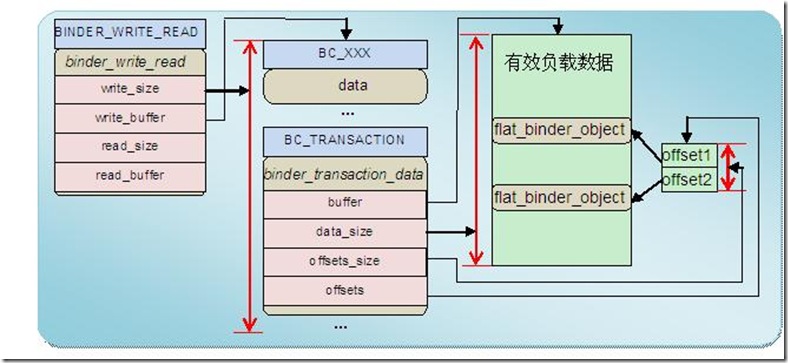 BINDER_WRITE_READ
binder_write_read
write_size
write_buffer
read_size
read_buffer
BC_XXX
data
...
BC_TRANSACTION
binder_transaction_data
buffer
data_size
offsets_size
offsets
...
有效负载数据
flat_binder_object
flat_binder_object
offset1
offset2